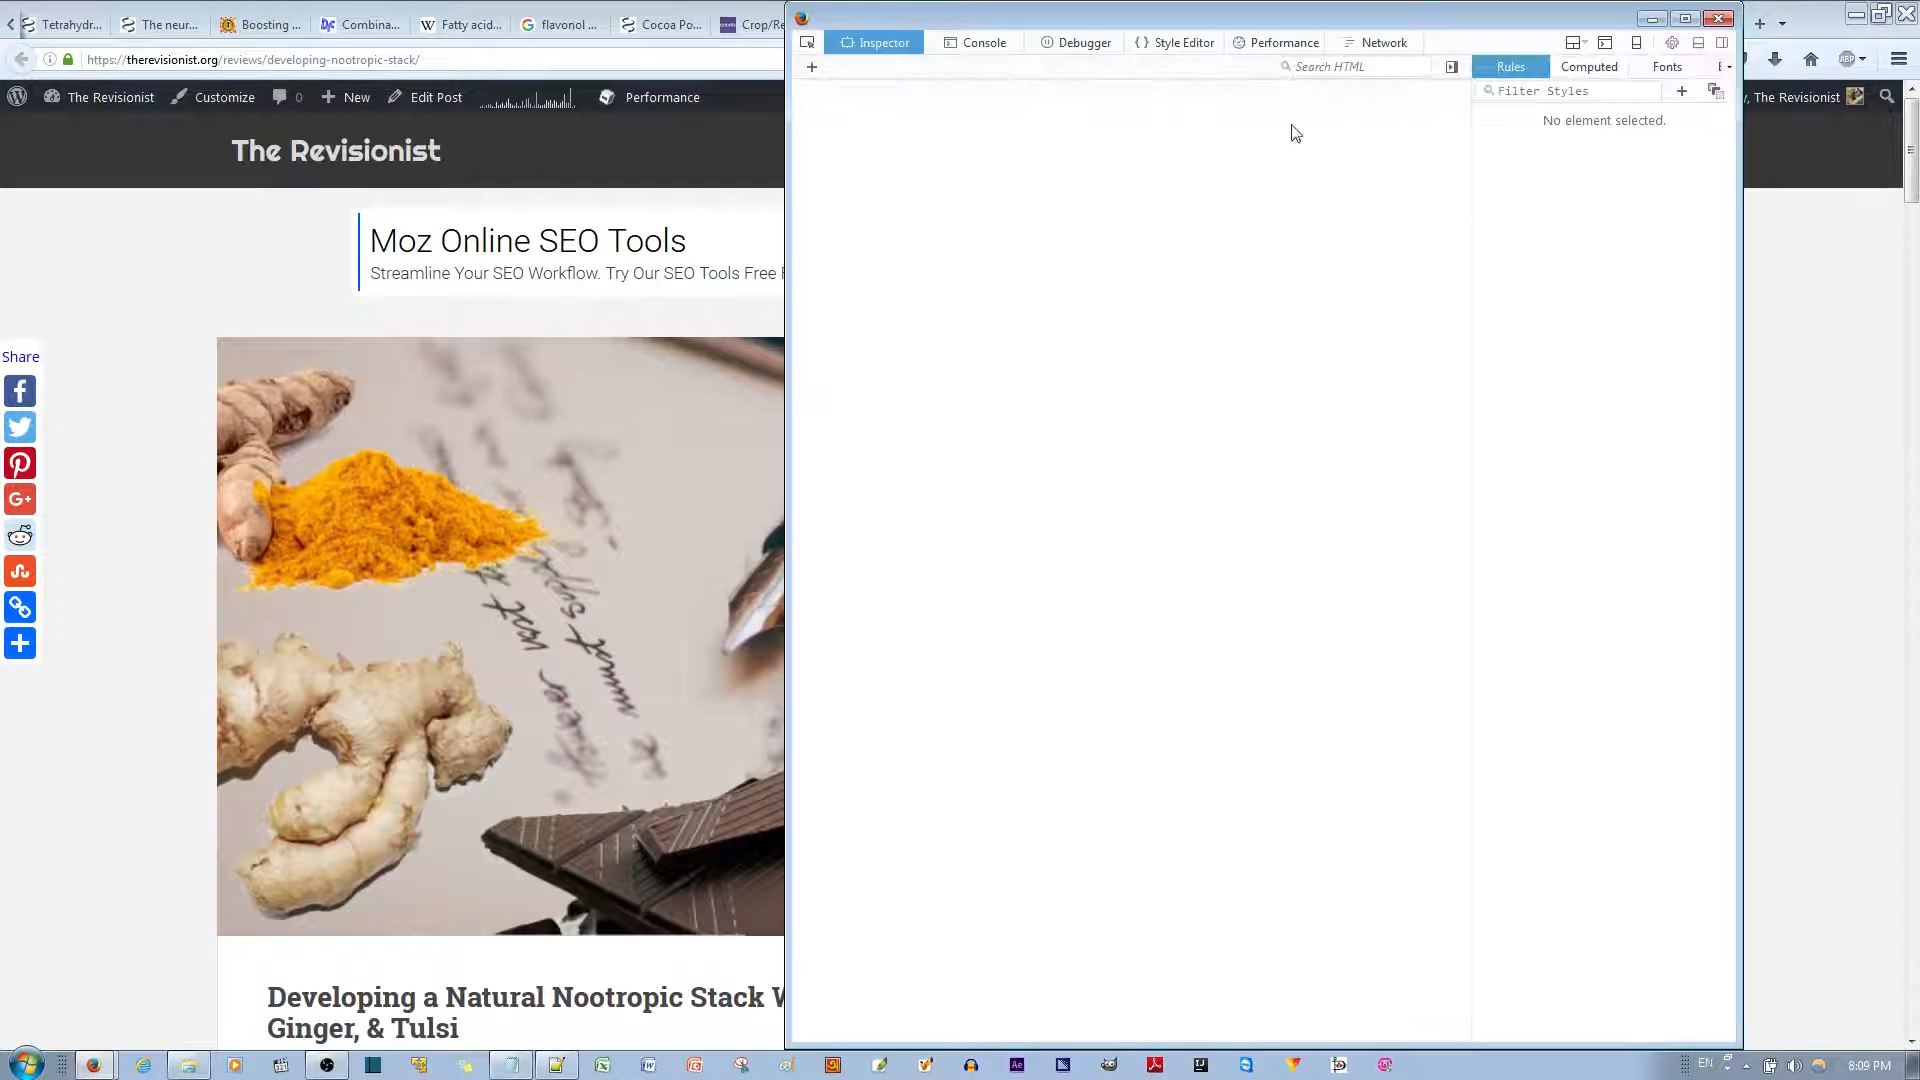 Tetrahydr...
The neur...
Boosting ...
Combina...
Fatty acid...
flavonol ...
Cocoa Po...
Crop/Re
https://therevisionist.org/reviews/developing-nootropic-stack/
The Revisionist
Customize
0
New
Edit Post
Performance
, The Revisionist
The Revisionist
Moz Online SEO Tools
Streamline Your SEO Workflow. Try Our SEO Tools Free
Share
Developing a Natural Nootropic Stack W
Ginger, & Tulsi
Inspector
Console
Debugger
Style Editor
Performance
Network
Search HTML
Rules
Computed
Fonts
Filter Styles
No element selected.
ABP
EN
8:09 PM